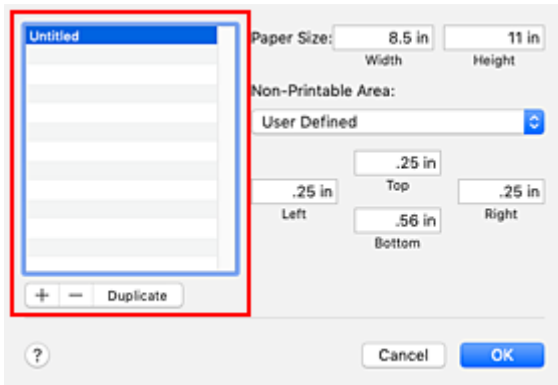 Untitled
Paper Size: 8.5 in 11 in
Width Height
Non-Printable Area:
User Defined
.25 in
Top
.25 in .25 in
Left Right
.56 in
Bottom
+ − Duplicate
? Cancel OK